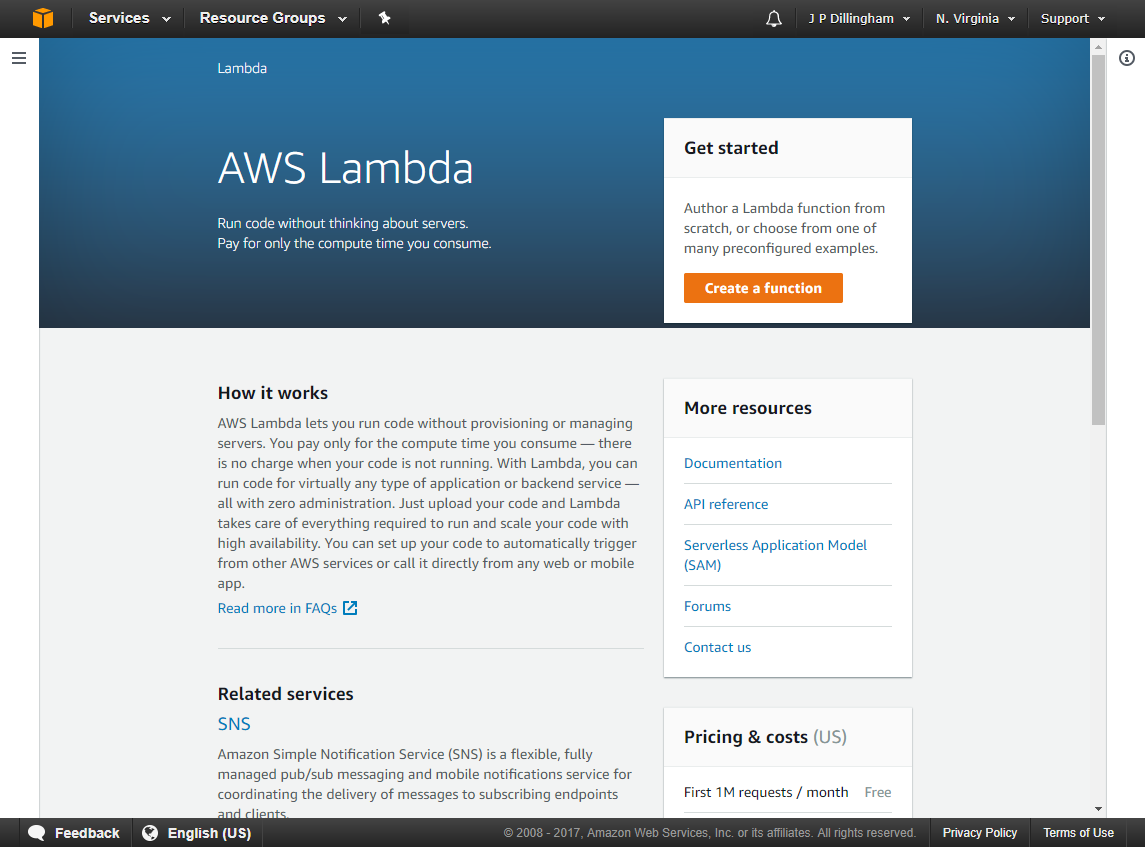 Services Resource Groups J P Dillingham N. Virginia Support
Lambda
AWS Lambda
Run code without thinking about servers.
Pay for only the compute time you consume.
Get started
Author a Lambda function from
scratch, or choose from one of
many preconfigured examples.
Create a function
How it works
AWS Lambda lets you run code without provisioning or managing
servers. You pay only for the compute time you consume — there
is no charge when your code is not running. With Lambda, you can
run code for virtually any type of application or backend service —
all with zero administration. Just upload your code and Lambda
takes care of everything required to run and scale your code with
high availability. You can set up your code to automatically trigger
from other AWS services or call it directly from any web or mobile
app.
Read more in FAQs
Related services
SNS
Amazon Simple Notification Service (SNS) is a flexible, fully
managed pub/sub messaging and mobile notifications service for
coordinating the delivery of messages to subscribing endpoints
and clients.
More resources
Documentation
API reference
Serverless Application Model
(SAM)
Forums
Contact us
Pricing & costs (US)
First 1M requests / month Free
Feedback English (US) © 2008 - 2017, Amazon Web Services, Inc. or its affiliates. All rights reserved. Privacy Policy Terms of Use